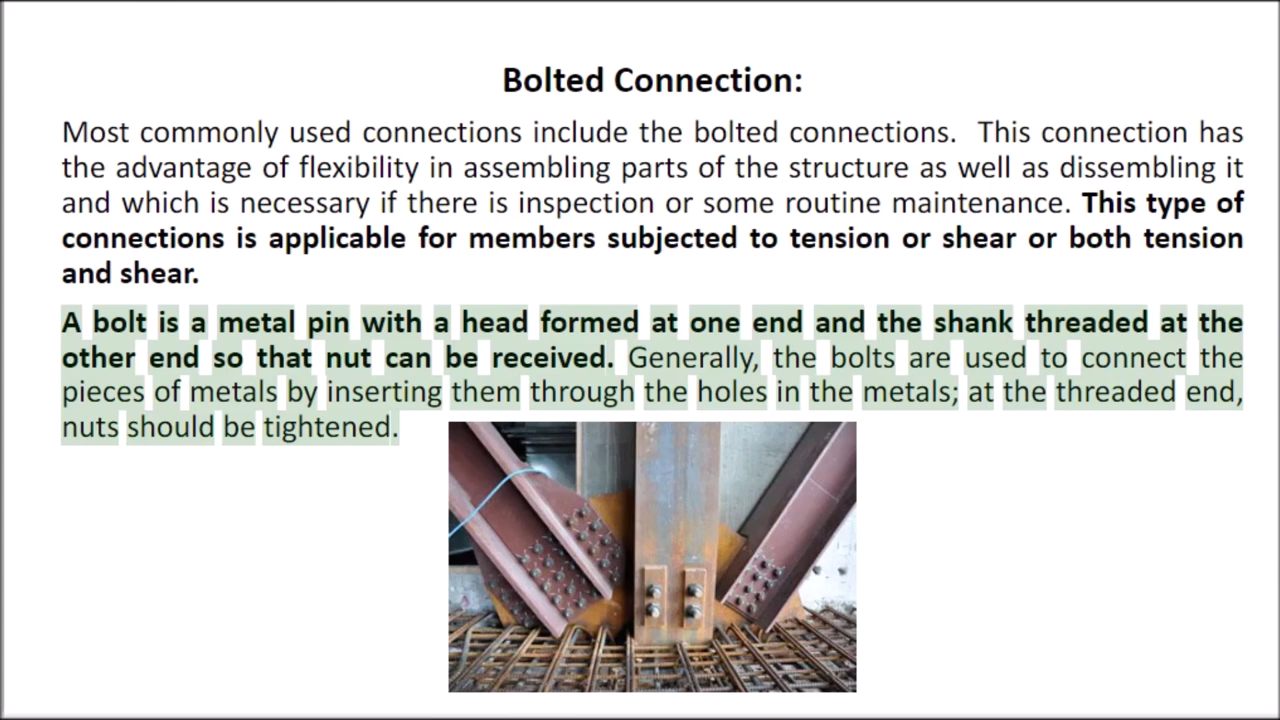 Bolted Connection:
Most commonly used connections include the bolted connections.  This connection has
the advantage of flexibility in assembling parts of the structure as well as dissembling it
and which is necessary if there is inspection or some routine maintenance. This type of
connections is applicable for members subjected to tension or shear or both tension
and shear.
A bolt is a metal pin with a head formed at one end and the shank threaded at the
other end so that nut can be received. Generally, the bolts are used to connect the
pieces of metals by inserting them through the holes in the metals; at the threaded end,
nuts should be tightened.